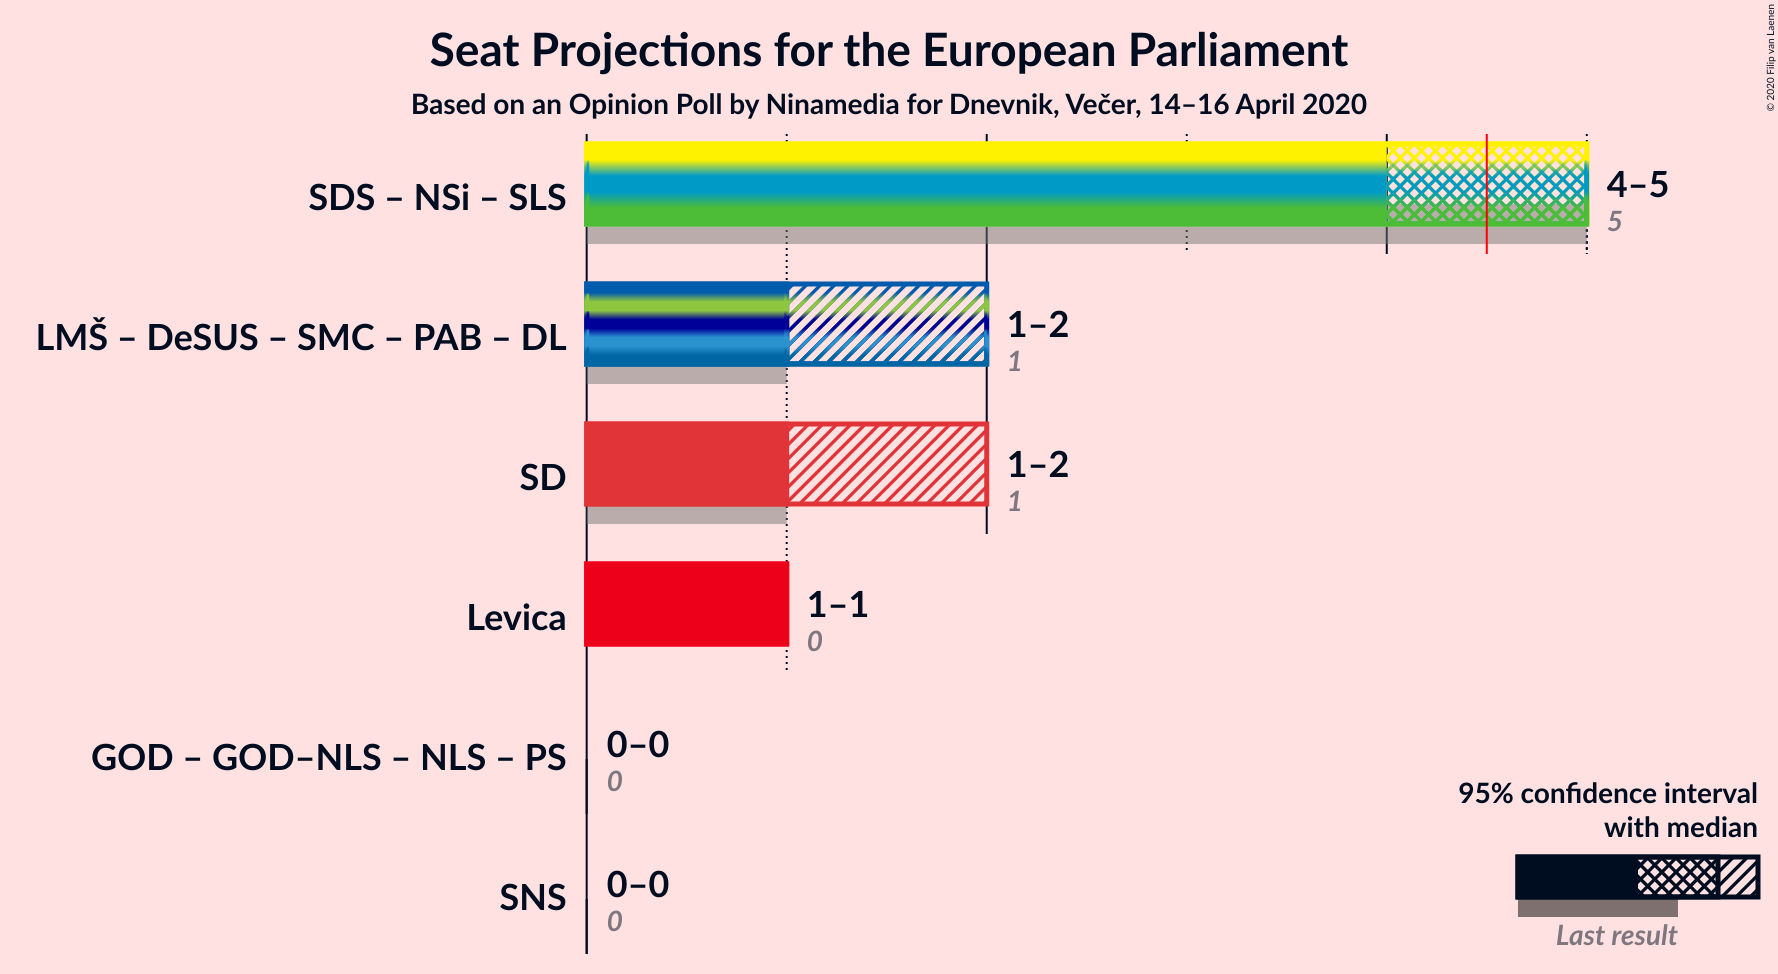 Seat Projections for the European Parliament
Based on an Opinion Poll by Ninamedia for Dnevnik, Večer, 14–16 April 2020
© 2020 Filip van Laenen
SDS – NSi – SLS
4–5
5
LMŠ – DeSUS – SMC – PAB – DL
1–2
1
SD
1–2
1
Levica
1–1
0
GOD – GOD–NLS – NLS – PS
0–0
0
SNS
0–0
0
95% confidence interval
with median
Last result